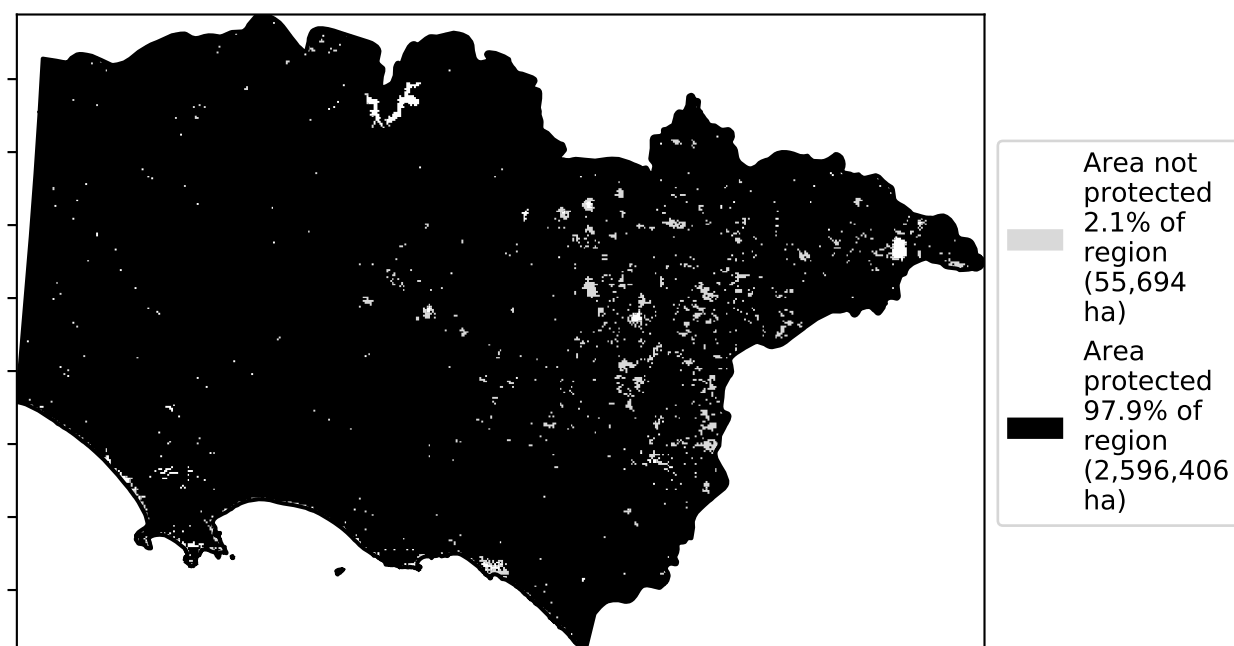 Area not
protected
2.1% of
region
(55,694
ha)
Area
protected
97.9% of
region
(2,596,406
ha)